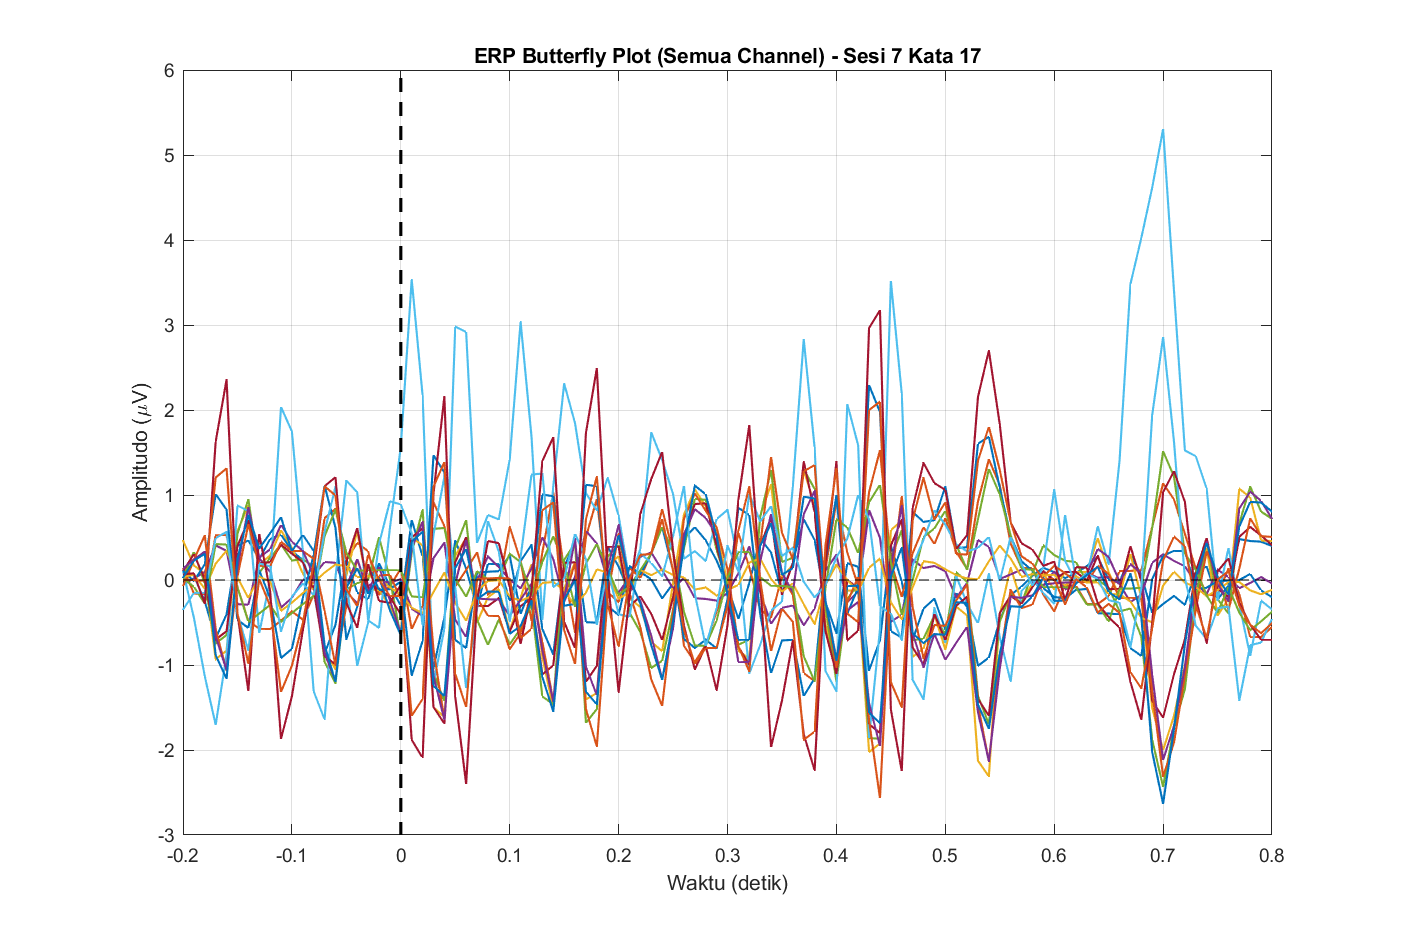 ERP Butterfly Plot (Semua Channel) - Sesi 7 Kata 17
Amplitudo (μV)
6
5
4
3
2
1
0
-1
-2
-3
-0.2 -0.1 0 0.1 0.2 0.3 0.4 0.5 0.6 0.7 0.8
Waktu (detik)